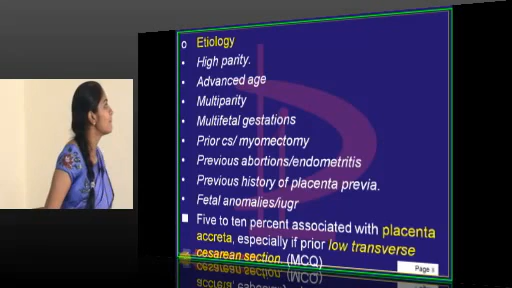 Etiology
High parity.
Advanced age
Multiparity
Multifetal gestations
Prior cs/ myomectomy
Previous abortions/endometritis
Previous history of placenta previa.
Fetal anomalies/iugr
Five to ten percent associated with placenta
accreta, especially if prior low transverse
cesarean section. (MCQ)
Page